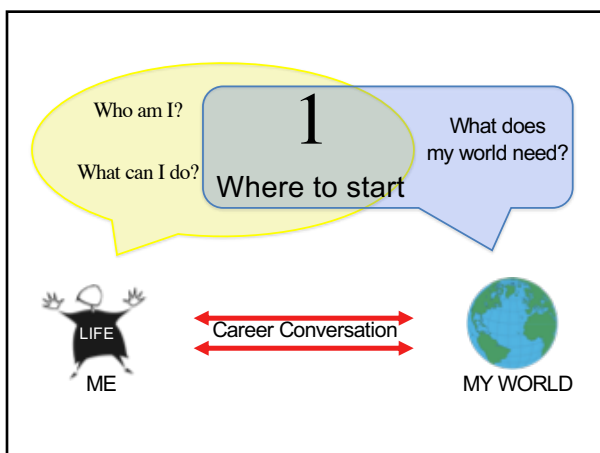 Who am I?
What can I do?
1
Where to start
What does
my world need?
LIFE
ME
Career Conversation
MY WORLD